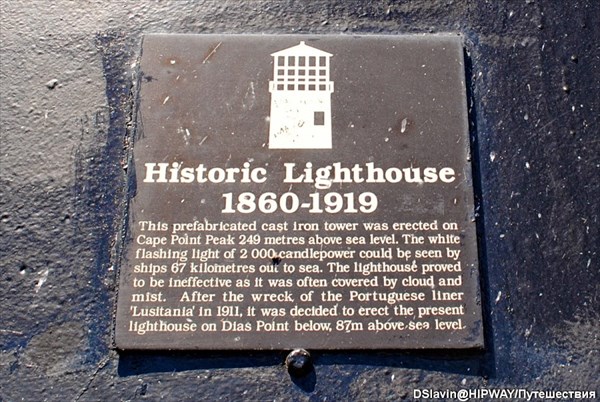 Historic Lighthouse
1860-1919
This prefabricated cast iron tower was erected on
Cape Point Peak 249 metres above sea level. The white
flashing light of 2 000 candlepower could be seen by
ships 67 kilometres out to sea. The lighthouse proved
to be ineffective as it was often covered by cloud and
mist. After the wreck of the Portuguese liner
'Lusitania' in 1911, it was decided to erect the present
lighthouse on Dias Point below, 87m above sea level.
DSlavin@HIPWAY/Путешествия